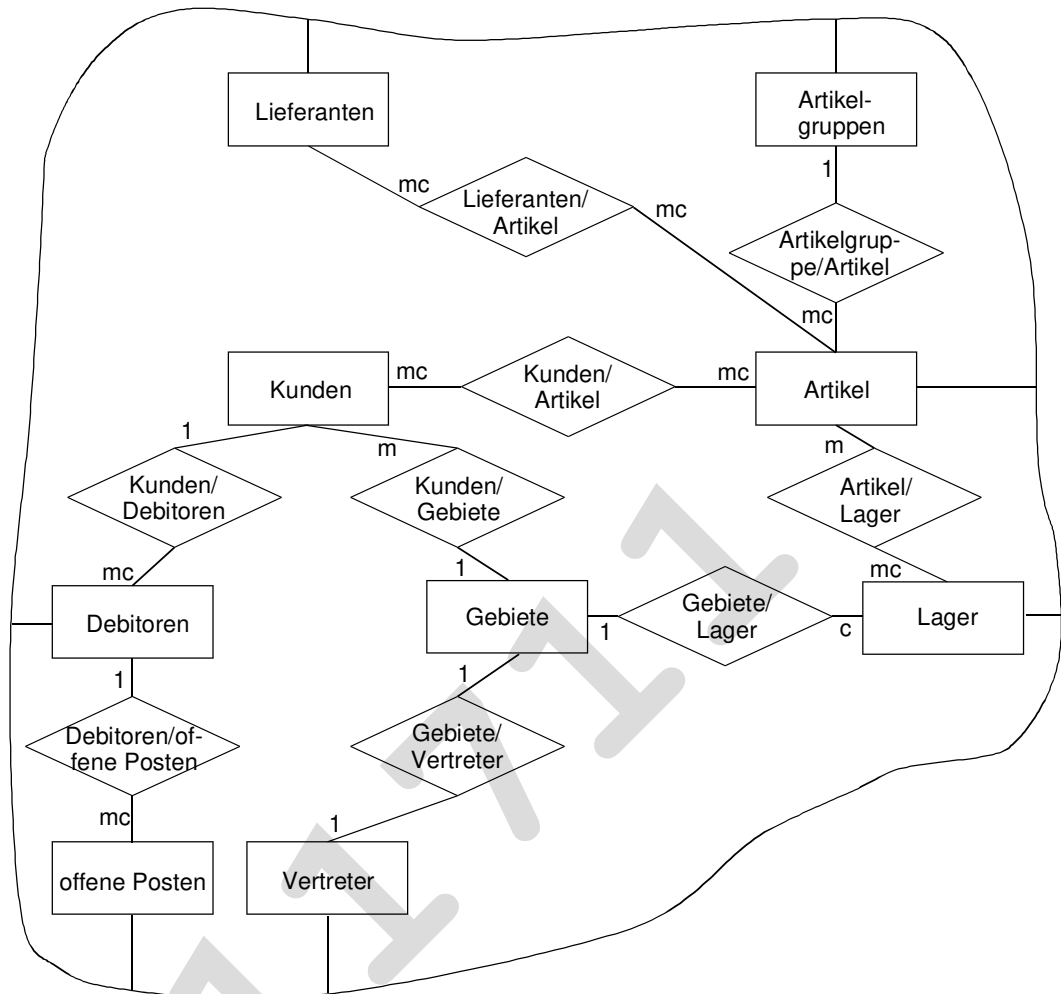 Lieferanten
Artikel-
gruppen
1
mc
Lieferanten/
Artikel
mc
Artikelgrup-
pe/Artikel
mc
Kunden
mc
Kunden/
Artikel
mc
Artikel
1
m
m
Kunden/
Debitoren
Kunden/
Gebiete
Artikel/
Lager
mc
1
mc
Debitoren
Gebiete
1
Gebiete/
Lager
c
Lager
1
1
Debitoren/of-
fene Posten
Gebiete/
Vertreter
mc
1
offene Posten
Vertreter
1711